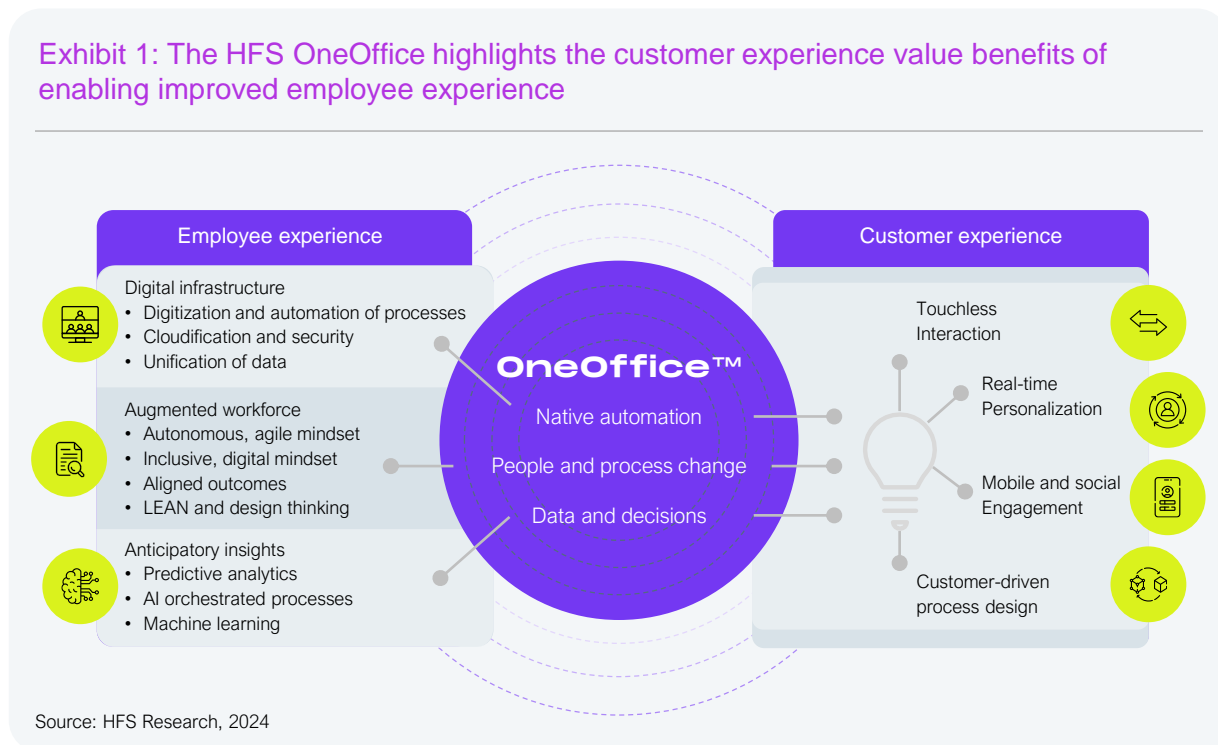 Exhibit 1: The HFS OneOffice highlights the customer experience value benefits of
enabling improved employee experience
Employee experience
Digital infrastructure
• Digitization and automation of processes
• Cloudification and security
• Unification of data
Augmented workforce
• Autonomous, agile mindset
• Inclusive, digital mindset
• Aligned outcomes
• LEAN and design thinking
Anticipatory insights
• Predictive analytics
• AI orchestrated processes
• Machine learning
OneOffice™
Native automation
People and process change
Data and decisions
Customer experience
Touchless
Interaction
Real-time
Personalization
Mobile and social
Engagement
Customer-driven
process design
Source: HFS Research, 2024